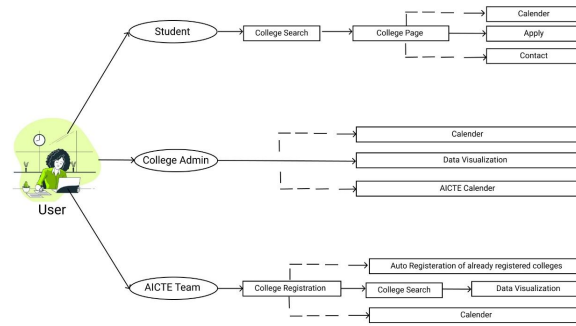 Calender
Student
College Search
College Page
Apply
Contact
Calender
College Admin
Data Visualization
AICTE Calender
User
Auto Registeration of already registered colleges
AICTE Team
College Registration
College Search
Data Visualization
Calender